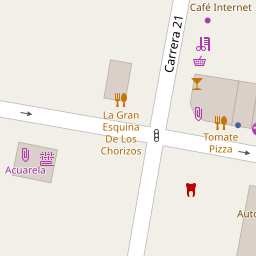 Café Internet
Carrera 21
La Gran
Esquina
De Los
Chorizos
Tomate
Pizza
Acuarela
Auto